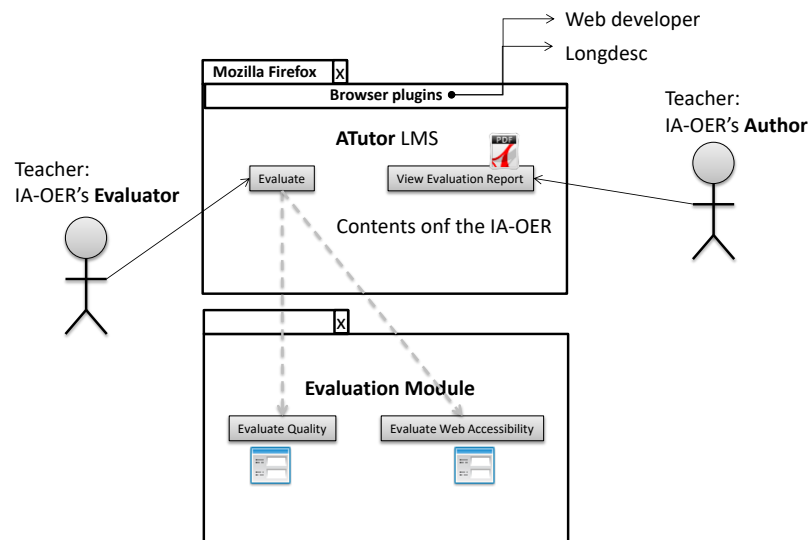 Web developer
Longdesc
Mozilla Firefox X
Browser plugins
Teacher:
IA-OER's Author
ATutor LMS
PDF
Teacher:
IA-OER's Evaluator
Evaluate
View Evaluation Report
Contents onf the IA-OER
X
Evaluation Module
Evaluate Quality
Evaluate Web Accessibility